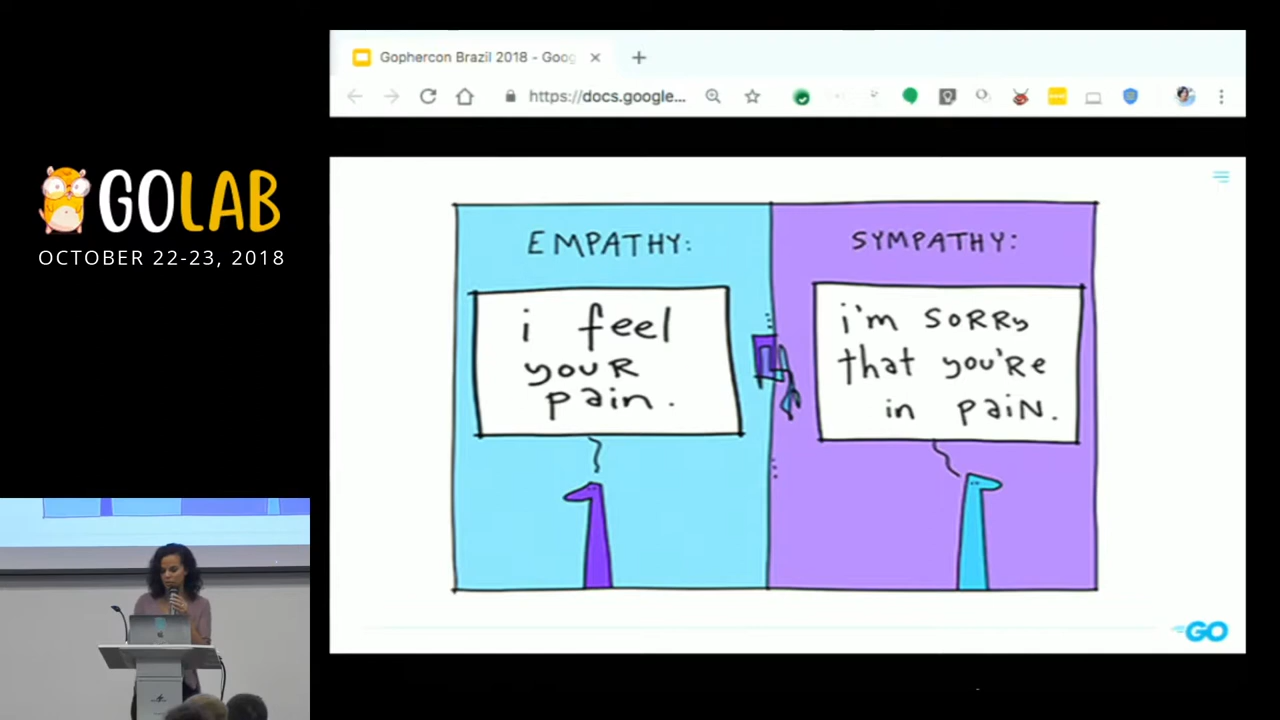 Gophercon Brazil 2018 - Goog
https://docs.google...
GOLAB
OCTOBER 22-23, 2018
EMPATHY:
i feel
youR
pain.
SYMPATHY:
i'm SORRy
that you're
in PaiN.
GO